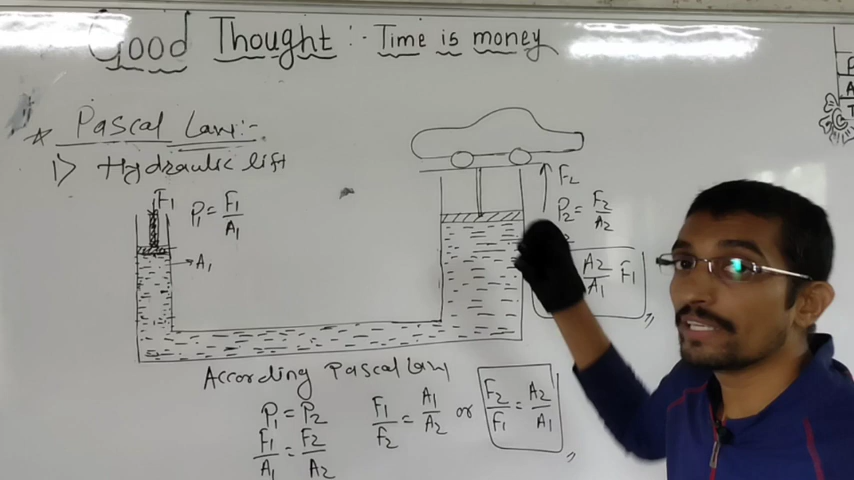 Good Thought :- Time is money
Pascal Law :-
1) Hydraulic lift
F1
P1 = F1/A1
A1
F2
P2 = F2/A2
A2/A1 F1
According Pascal Law
P1 = P2
F1/A1 = F2/A2
F1/F2 = A1/A2 or F2/F1 = A2/A1
P
A
T